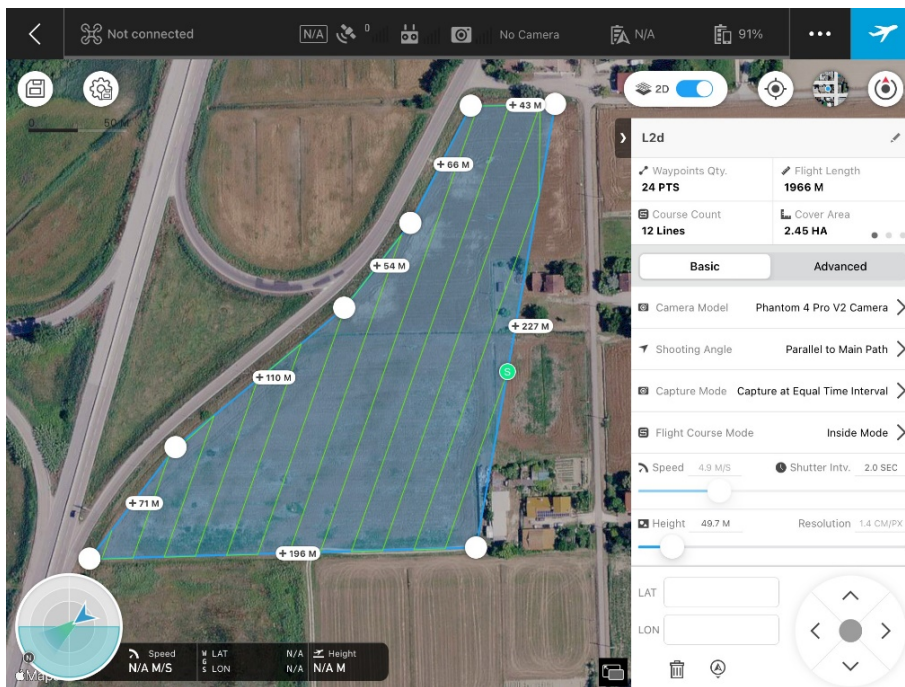 Not connected
N/A
0
No Camera
N/A
91%
2D
0 50 M
+ 43 M
+ 66 M
+ 54 M
+ 227 M
+ 110 M
+ 71 M
+ 196 M
S
L2d
Waypoints Qty.
24 PTS
Flight Length
1966 M
Course Count
12 Lines
Cover Area
2.45 HA
Basic
Advanced
Camera Model
Phantom 4 Pro V2 Camera
Shooting Angle
Parallel to Main Path
Capture Mode
Capture at Equal Time Interval
Flight Course Mode
Inside Mode
Speed 4.9 M/S
Shutter Intv. 2.0 SEC
Height 49.7 M
Resolution 1.4 CM/PX
LAT
LON
N
Maps
Speed
N/A M/S
WGS
LAT N/A
LON N/A
Height
N/A M